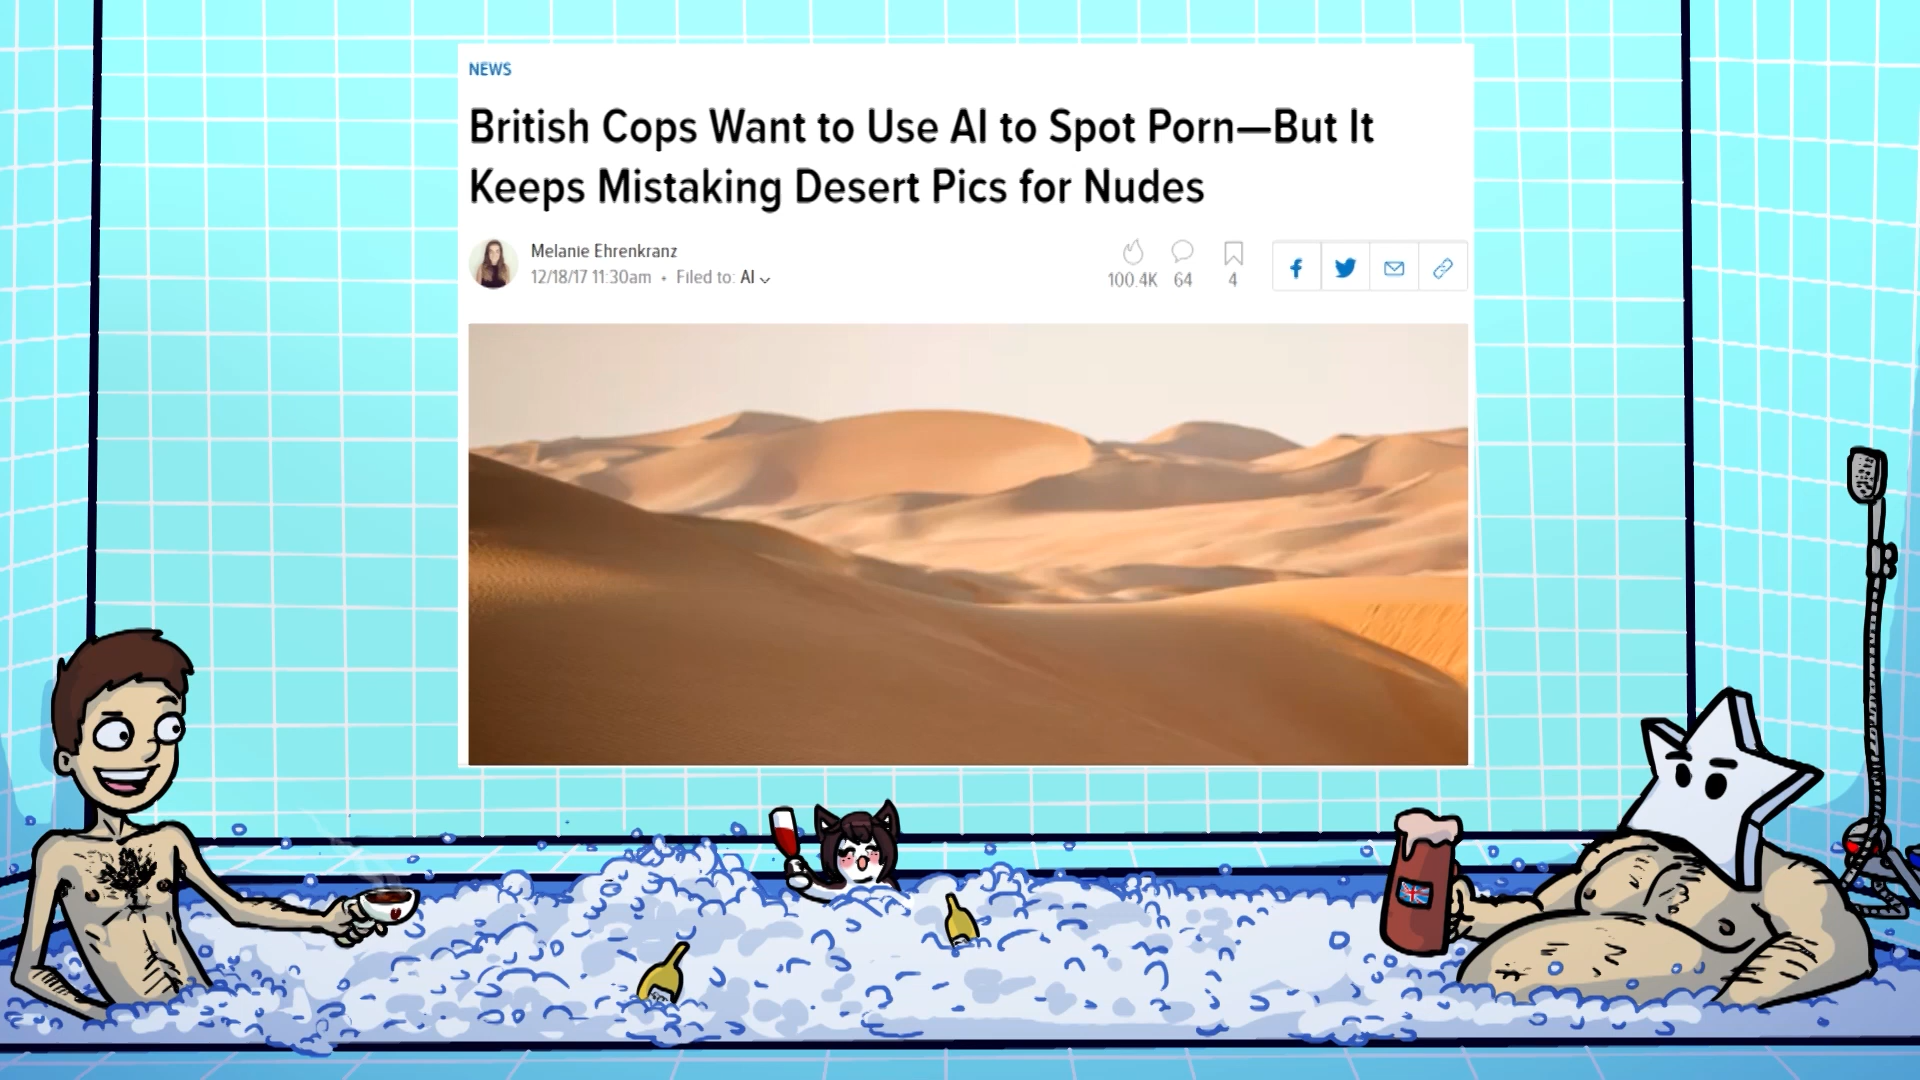 NEWS
British Cops Want to Use AI to Spot Porn—But It
Keeps Mistaking Desert Pics for Nudes
Melanie Ehrenkranz
12/18/17 11:30am • Filed to: AI
100.4K 64 4